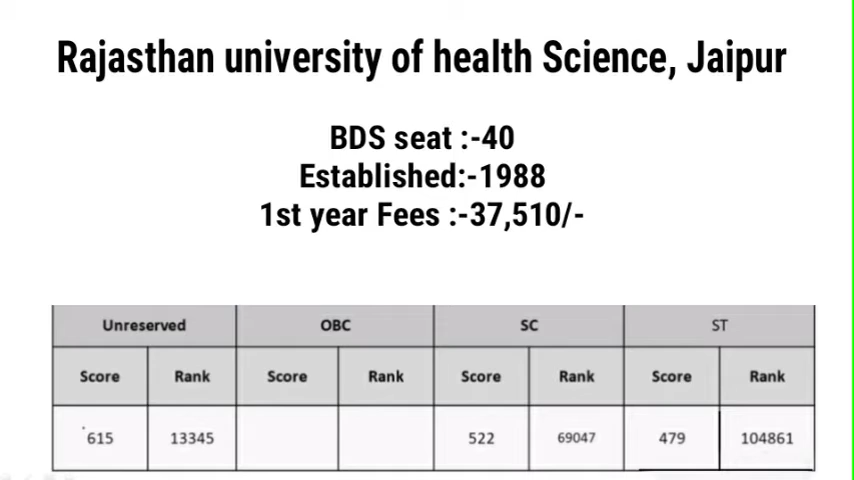 Rajasthan university of health Science, Jaipur
BDS seat :-40
Established:-1988
1st year Fees :-37,510/-
Unreserved OBC SC ST
Score Rank Score Rank Score Rank Score Rank
615 13345 522 69047 479 104861